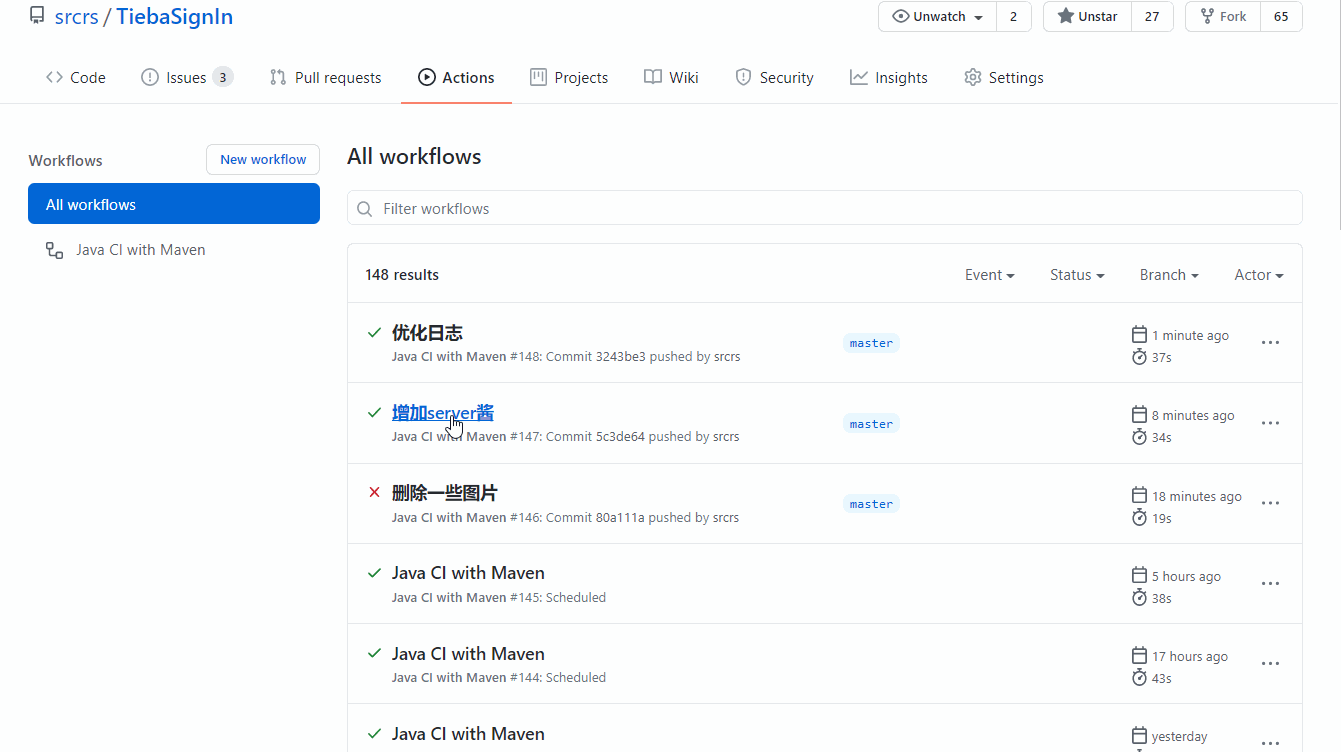 srcrs / TiebaSignIn
Unwatch 2 Unstar 27 Fork 65
Code Issues 3 Pull requests Actions Projects Wiki Security Insights Settings
Workflows New workflow
All workflows
Java CI with Maven
All workflows
Filter workflows
148 results Event Status Branch Actor
优化日志
Java CI with Maven #148: Commit 3243be3 pushed by srcrs
master
1 minute ago
37s
增加server酱
Java CI with Maven #147: Commit 5c3de64 pushed by srcrs
master
8 minutes ago
34s
删除一些图片
Java CI with Maven #146: Commit 80a111a pushed by srcrs
master
18 minutes ago
19s
Java CI with Maven
Java CI with Maven #145: Scheduled
5 hours ago
38s
Java CI with Maven
Java CI with Maven #144: Scheduled
17 hours ago
43s
Java CI with Maven
yesterday